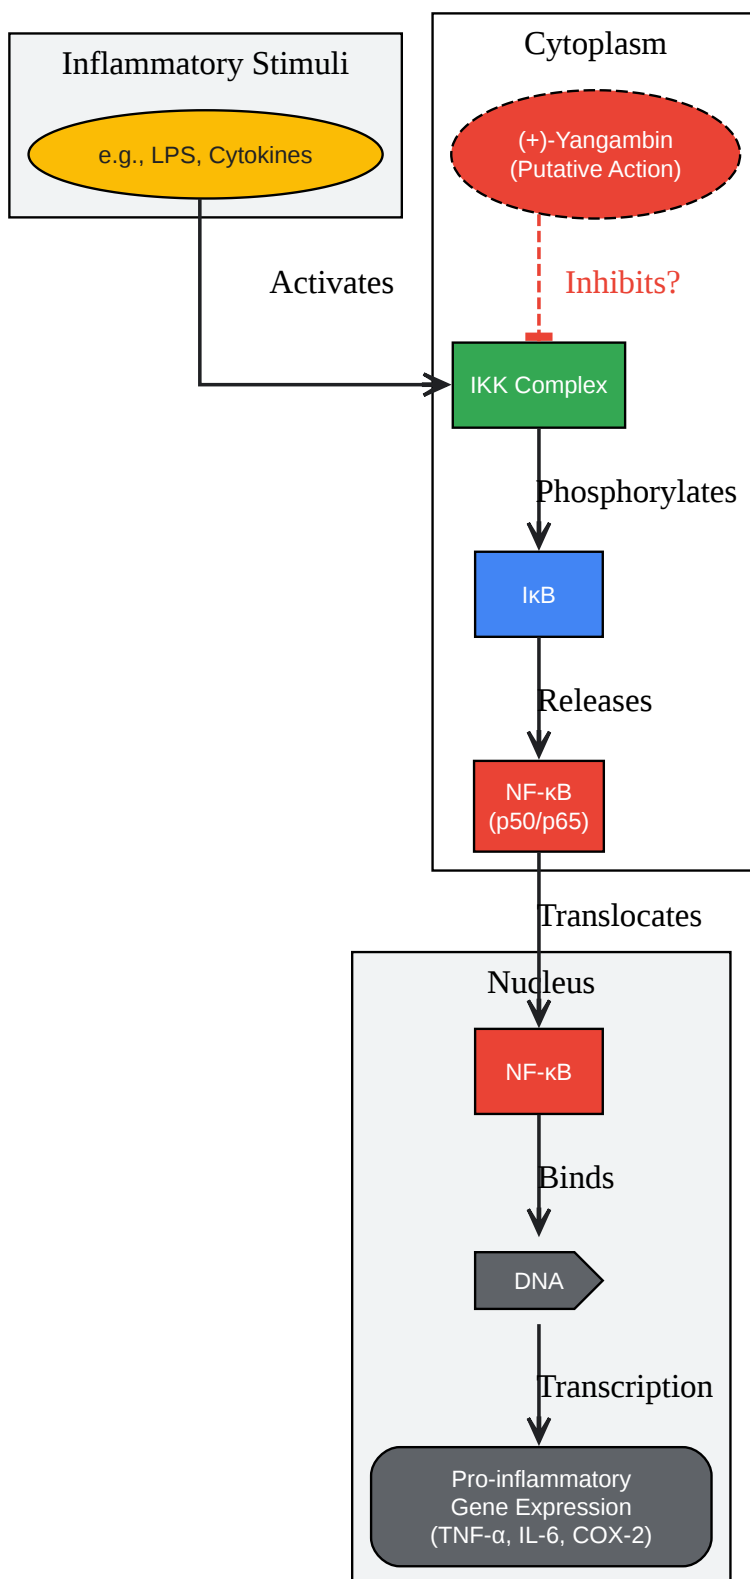 Inflammatory Stimuli
e.g., LPS, Cytokines
Cytoplasm
(+)-Yangambin
(Putative Action)
Activates
Inhibits?
IKK Complex
Phosphorylates
IκB
Releases
NF-κB
(p50/p65)
Translocates
Nucleus
NF-κB
Binds
DNA
Transcription
Pro-inflammatory
Gene Expression
(TNF-α, IL-6, COX-2)